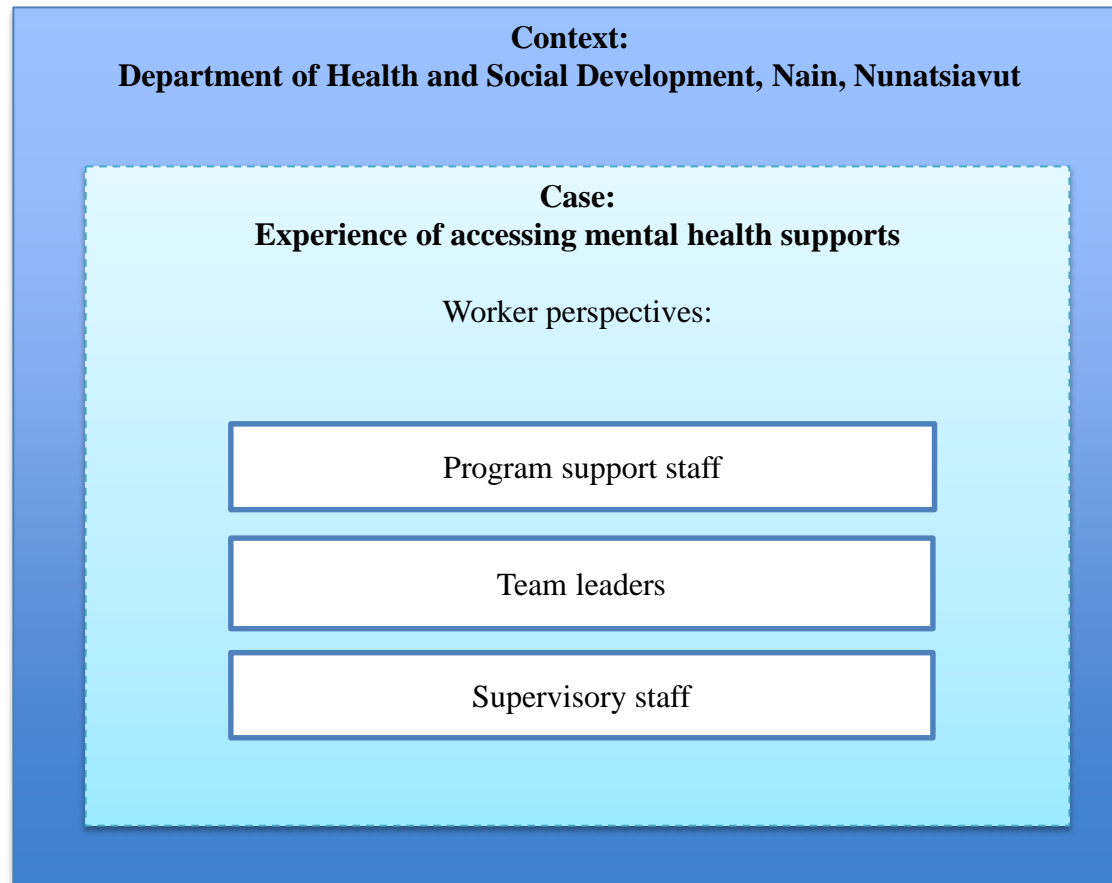 Context:
Department of Health and Social Development, Nain, Nunatsiavut
Case:
Experience of accessing mental health supports
Worker perspectives:
Program support staff
Team leaders
Supervisory staff